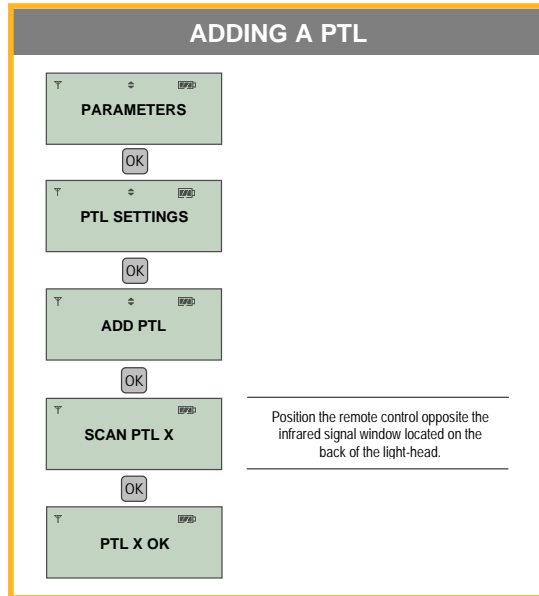 ADDING A PTL
PARAMETERS
OK
PTL SETTINGS
OK
ADD PTL
OK
SCAN PTL X
Position the remote control opposite the
infrared signal window located on the
back of the light-head.
OK
PTL X OK